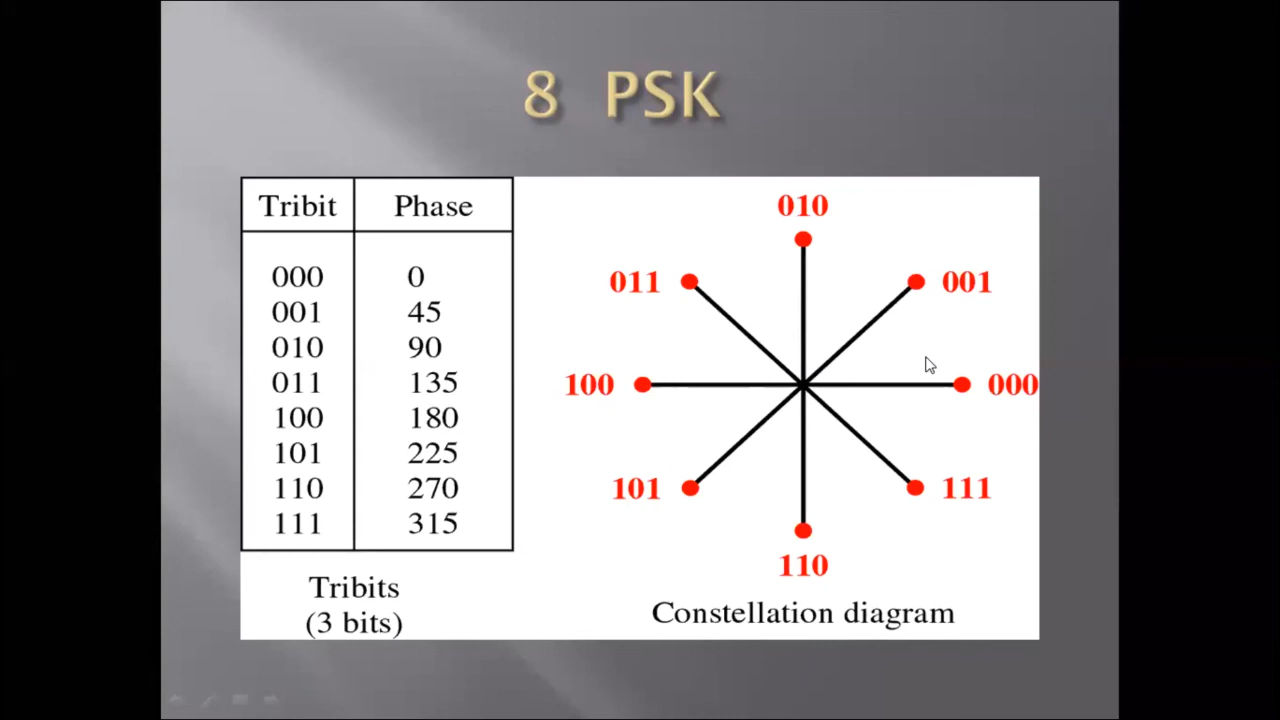 8 PSK
Tribit Phase
000 0
001 45
010 90
011 135
100 180
101 225
110 270
111 315
Tribits
(3 bits)
010
011 001
100 000
101 111
110
Constellation diagram